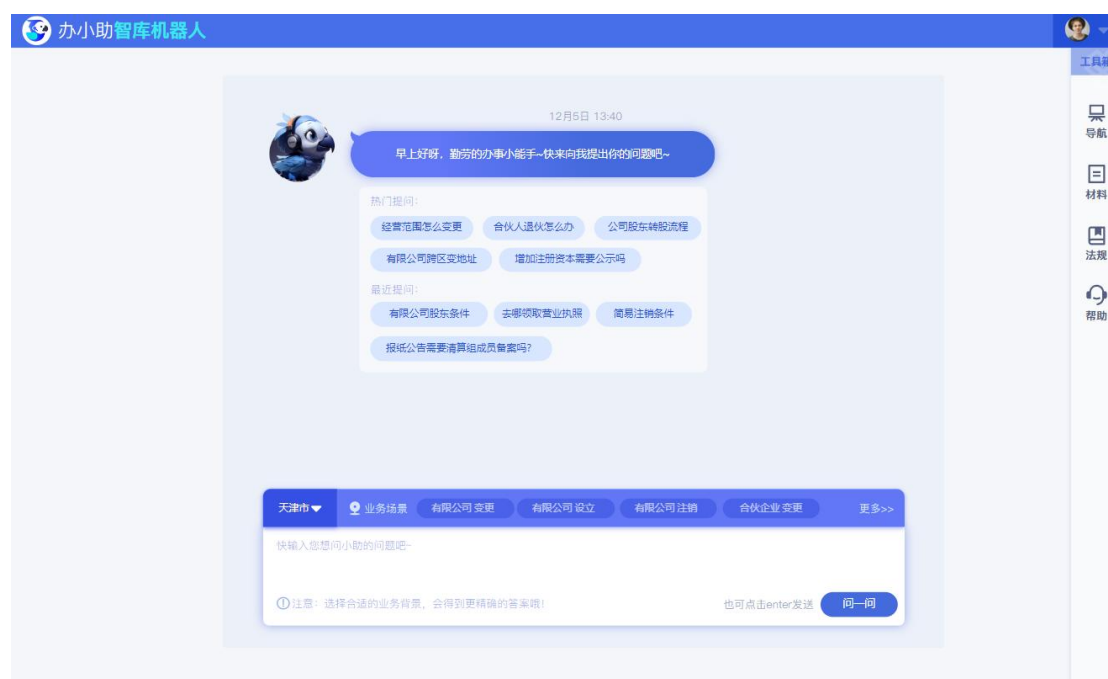 办小助智库机器人
工具箱
12月5日 13:40
早上好呀，勤劳的办事小能手~快来向我提出你的问题吧~
热门提问：
经营范围怎么变更 合伙人退伙怎么办 公司股东转股流程
有限公司跨区变地址 增加注册资本需要公示吗
最近提问：
有限公司股东条件 去哪领取营业执照 简易注销条件
报纸公告需要清算组成员备案吗？
导航
材料
法规
帮助
天津市 业务场景 有限公司变更 有限公司设立 有限公司注销 合伙企业变更 更多>>
快输入您想问小助的问题吧~
注意：选择合适的业务背景，会得到更精确的答案哦！ 也可点击enter发送 问一问